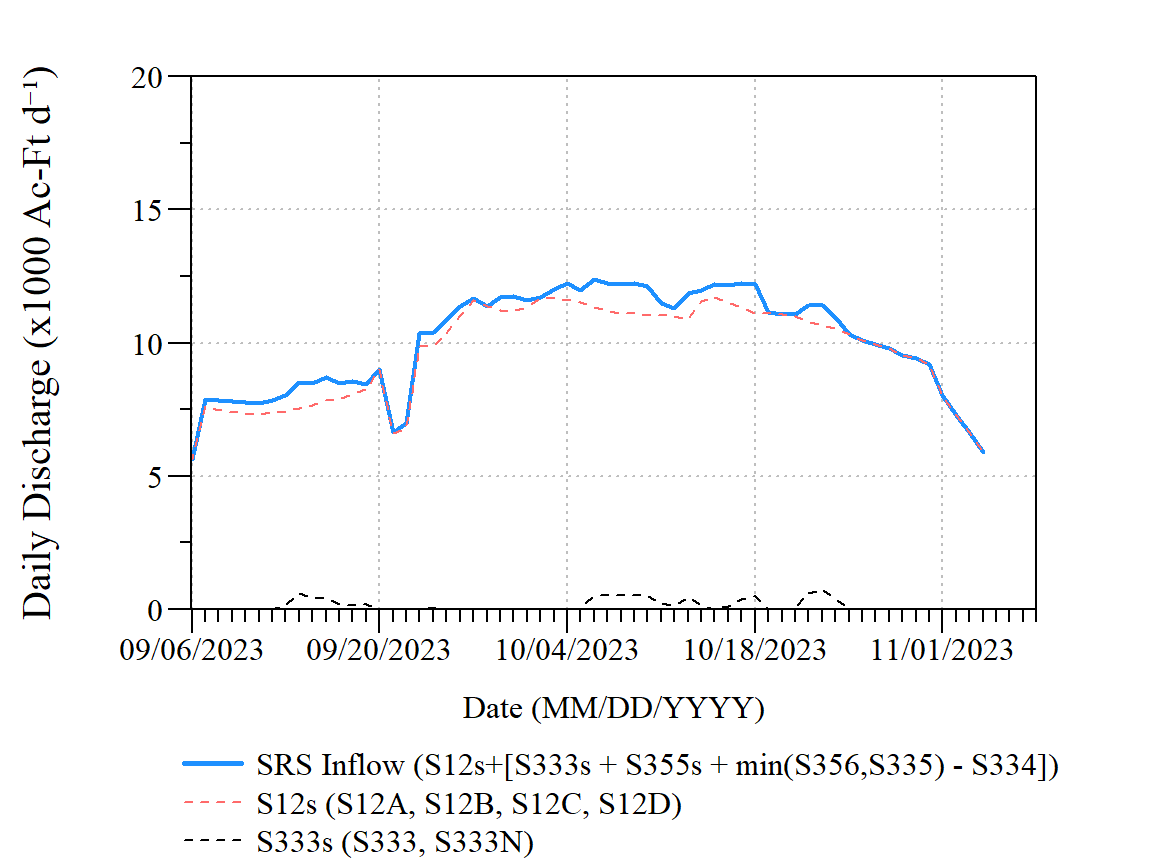 Daily Discharge (x1000 Ac-Ft d⁻¹)
20
15
10
5
0
09/06/2023 09/20/2023 10/04/2023 10/18/2023 11/01/2023
Date (MM/DD/YYYY)
SRS Inflow (S12s+[S333s + S355s + min(S356,S335) - S334])
S12s (S12A, S12B, S12C, S12D)
S333s (S333, S333N)